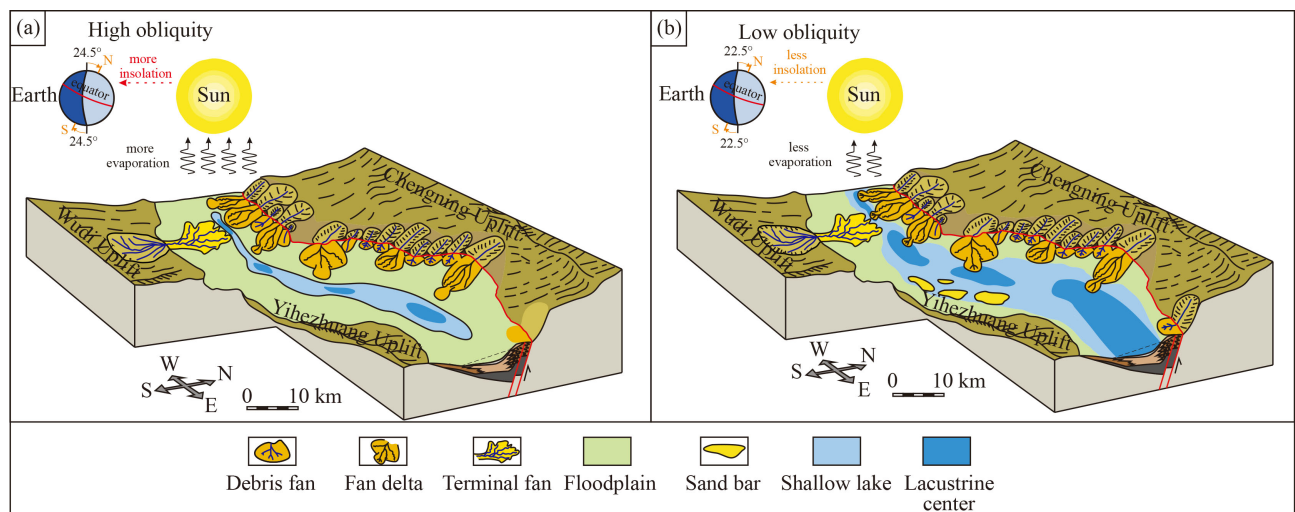 (a)
High obliquity
24.5°
N
more
insolation
equator
Earth
Sun
S
24.5°
more
evaporation
Chengning Uplift
Wudi Uplift
Yihezhuang Uplift
W
N
S
E
0 10 km
(b)
Low obliquity
22.5°
N
less
insolation
equator
Earth
Sun
S
22.5°
less
evaporation
Chengning Uplift
Wudi Uplift
Yihezhuang Uplift
W
N
S
E
0 10 km
Debris fan
Fan delta
Terminal fan
Floodplain
Sand bar
Shallow lake
Lacustrine
center